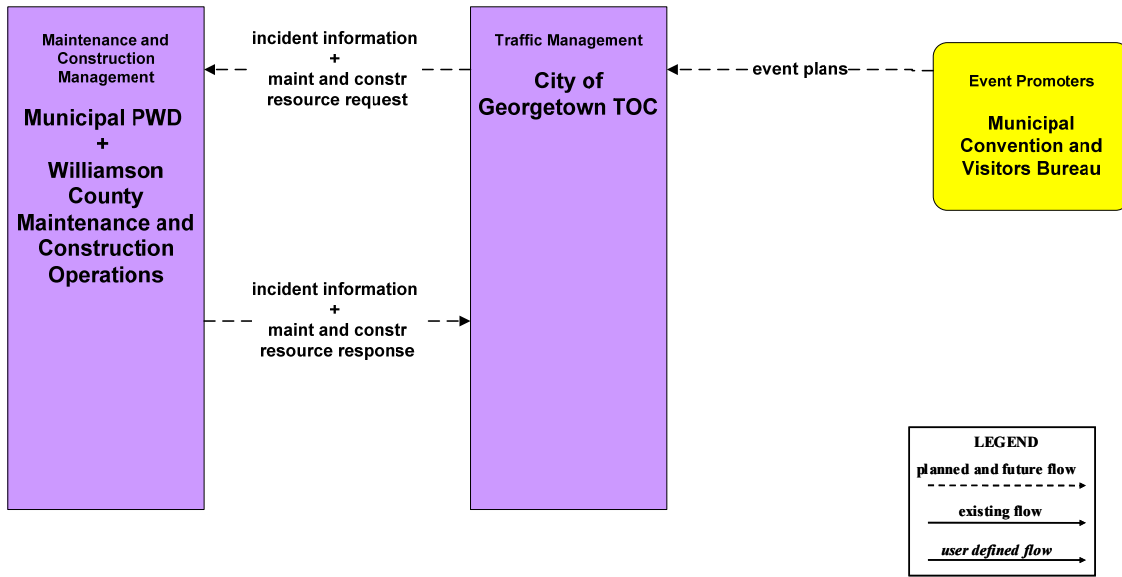 Maintenance and
Construction
Management
Municipal PWD
+
Williamson
County
Maintenance and
Construction
Operations
incident information
+
maint and constr
resource request
incident information
+
maint and constr
resource response
Traffic Management
City of
Georgetown TOC
event plans
Event Promoters
Municipal
Convention and
Visitors Bureau
LEGEND
planned and future flow
existing flow
user defined flow